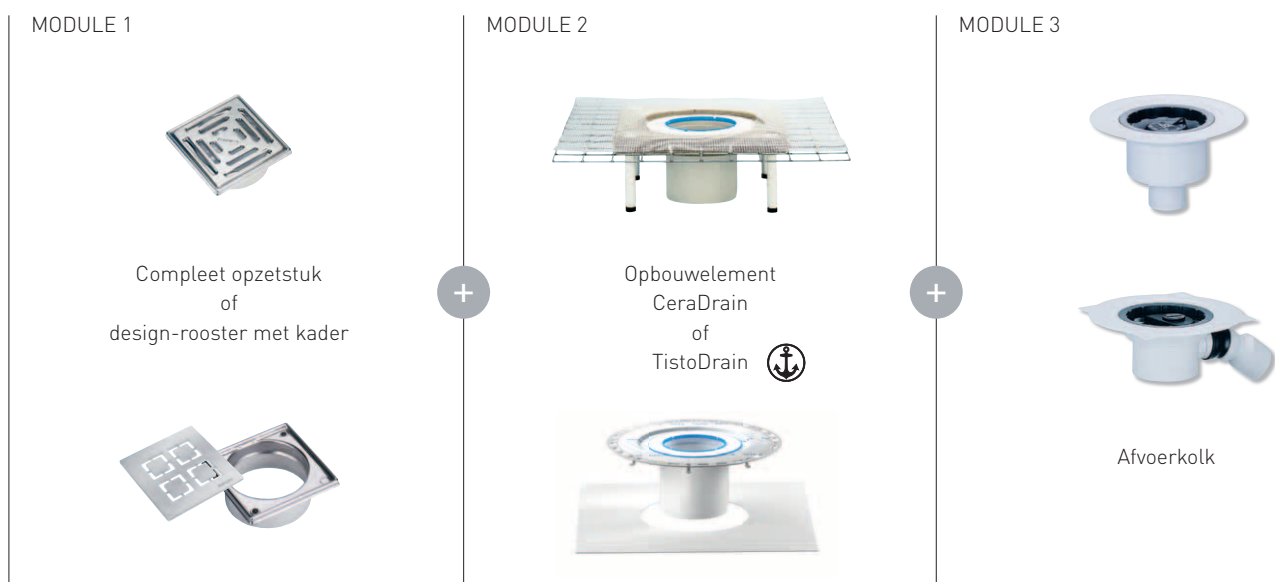 MODULE 1
Compleet opzetstuk
of
design-rooster met kader
+
MODULE 2
Opbouwelement
CeraDrain
of
TistoDrain
+
MODULE 3
Afvoerkolk